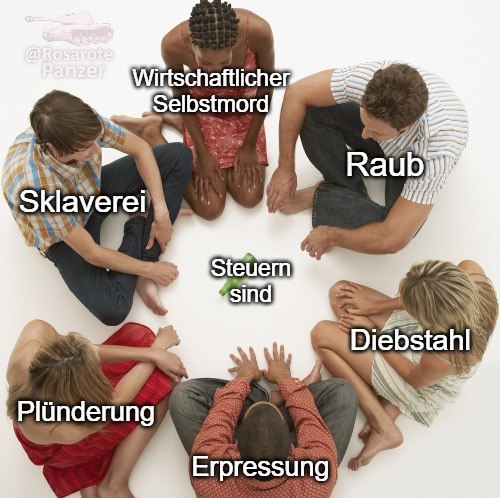 @Rosarote
Panzer
Wirtschaftlicher
Selbstmord
Raub
Sklaverei
Steuern
sind
Diebstahl
Plünderung
Erpressung